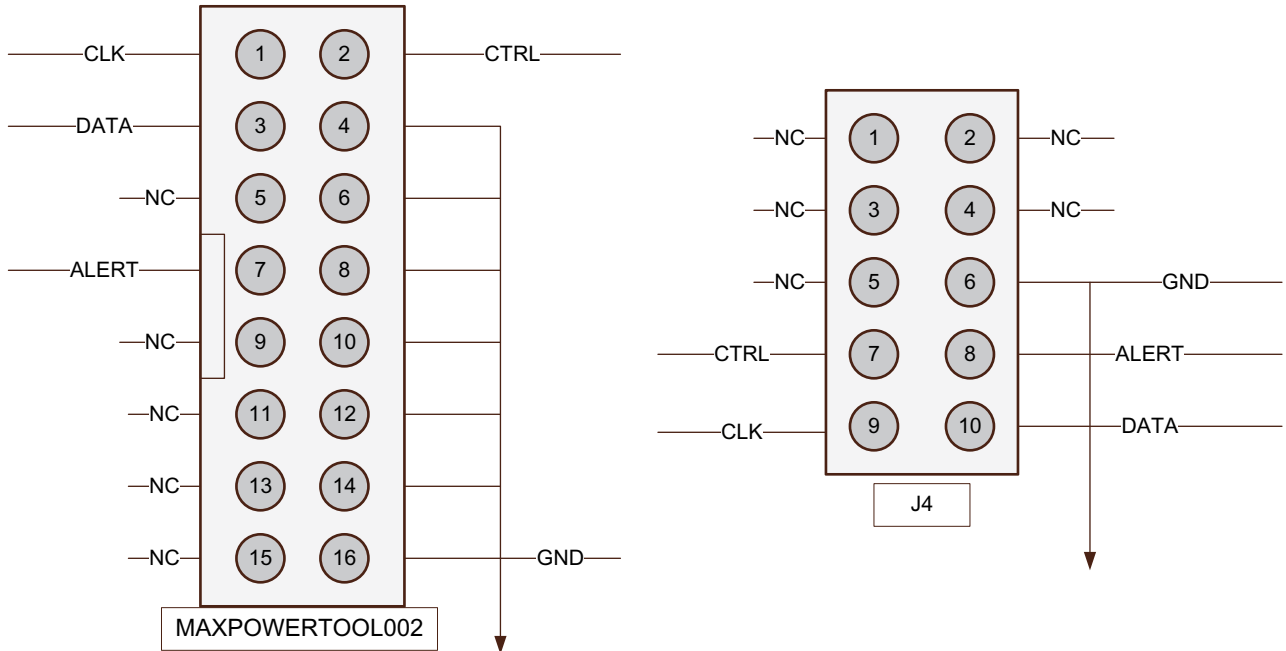 CLK 1 2 CTRL
DATA 3 4
NC 5 6
ALERT 7 8
NC 9 10
NC 11 12
NC 13 14
NC 15 16 GND
MAXPOWERTOOL002
NC 1 2 NC
NC 3 4 NC
NC 5 6 GND
CTRL 7 8 ALERT
CLK 9 10 DATA
J4